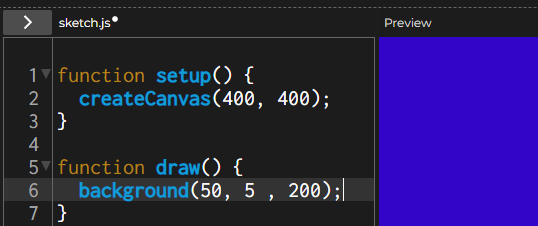 > sketch.js● Preview
1 function setup() {
2   createCanvas(400, 400);
3 }
4
5 function draw() {
6   background(50, 5 , 200);
7 }